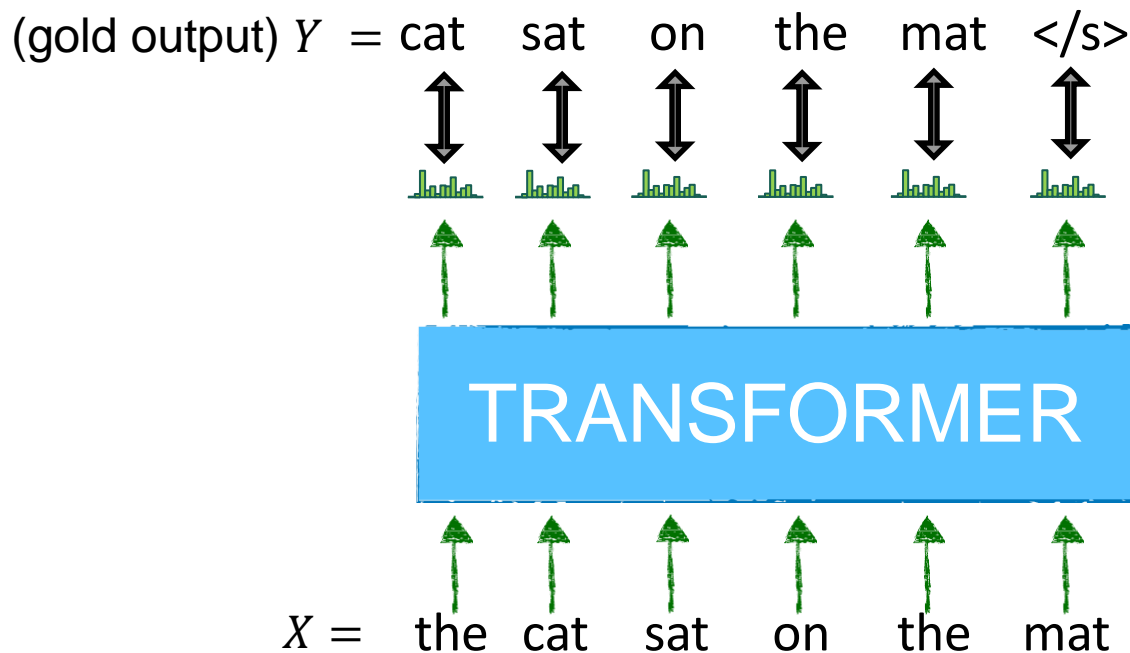 (gold output) Y = cat sat on the mat </s>
TRANSFORMER
X = the cat sat on the mat